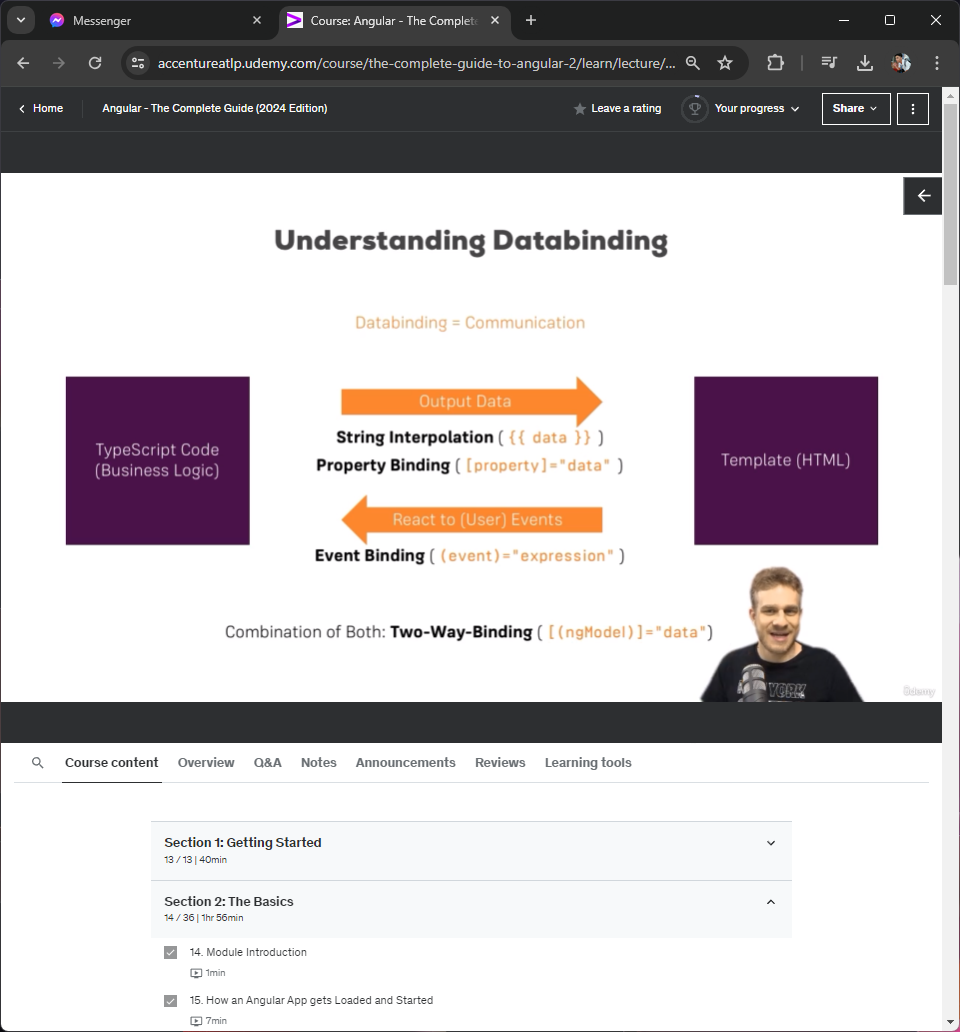 Messenger
Course: Angular - The Complete
accentureatlp.udemy.com/course/the-complete-guide-to-angular-2/learn/lecture/...
Home
Angular - The Complete Guide (2024 Edition)
Leave a rating
Your progress
Share
Understanding Databinding
Databinding = Communication
TypeScript Code
(Business Logic)
Output Data
String Interpolation ( {{ data }} )
Property Binding ( [property]="data" )
React to (User) Events
Event Binding ( (event)="expression" )
Template (HTML)
Combination of Both: Two-Way-Binding ( [(ngModel)]="data")
YORK
ûdemy
Course content
Overview
Q&A
Notes
Announcements
Reviews
Learning tools
Section 1: Getting Started
13 / 13 | 40min
Section 2: The Basics
14 / 36 | 1hr 56min
14. Module Introduction
1min
15. How an Angular App gets Loaded and Started
7min